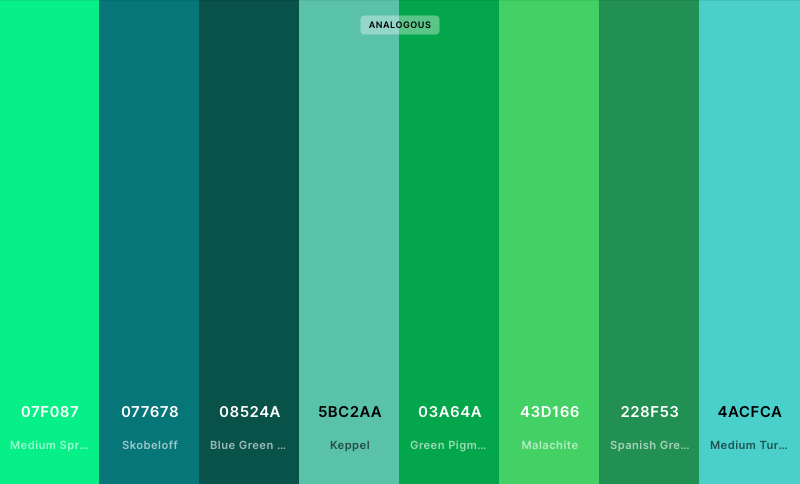 ANALOGOUS
07F087
077678
08524A
5BC2AA
03A64A
43D166
228F53
4ACFCA
Medium Spr...
Skobeloff
Blue Green ...
Keppel
Green Pigm...
Malachite
Spanish Gre...
Medium Tur...